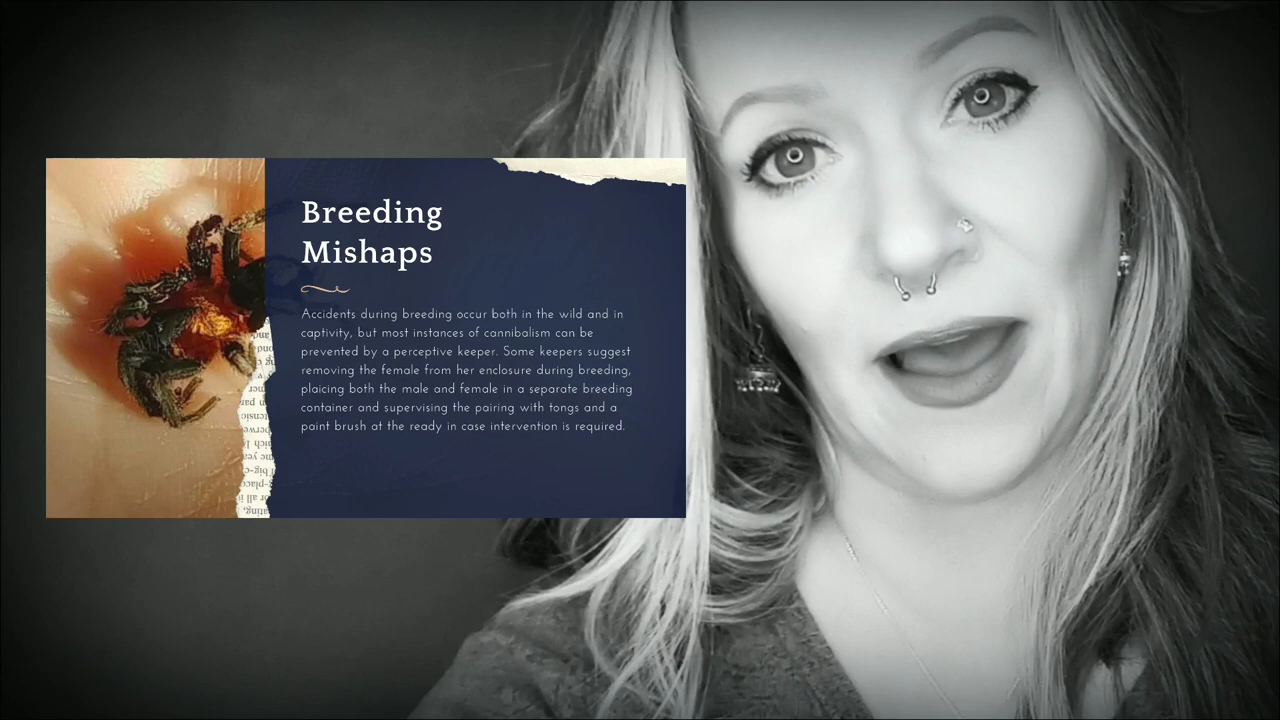 Breeding
Mishaps
Accidents during breeding occur both in the wild and in
captivity, but most instances of cannibalism can be
prevented by a perceptive keeper. Some keepers suggest
removing the female from her enclosure during breeding,
plaicing both the male and female in a separate breeding
container and supervising the pairing with tongs and a
paint brush at the ready in case intervention is required.